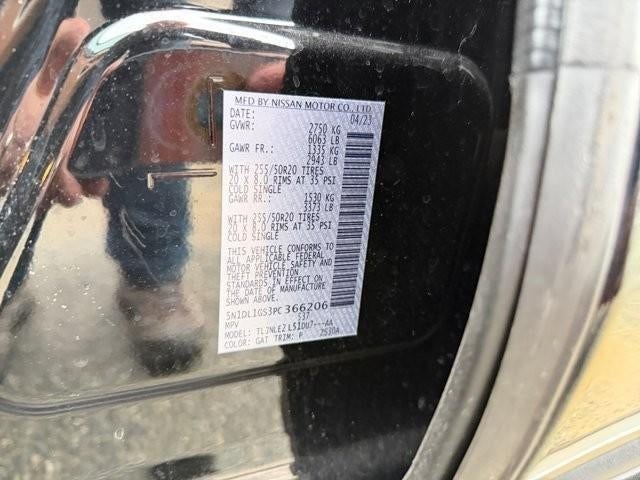 MFD BY NISSAN MOTOR CO., LTD.
DATE: 04/23
GVWR: 2750 KG
6063 LB
GAWR FR.: 1335 KG
2943 LB
WITH 255/50R20 TIRES
20 X 8.0 RIMS AT 35 PSI
COLD SINGLE
GAWR RR.: 1530 KG
3373 LB
WITH 255/50R20 TIRES
20 X 8.0 RIMS AT 35 PSI
COLD SINGLE
THIS VEHICLE CONFORMS TO
ALL APPLICABLE FEDERAL
MOTOR VEHICLE SAFETY AND
THEFT PREVENTION
STANDARDS IN EFFECT ON
THE DATE OF MANUFACTURE
SHOWN ABOVE.
5N1DL1GS3PC366206
MPV 537
MODEL: TLJNLEZ L51DU7---AA
COLOR: GAT TRIM: P 2530A